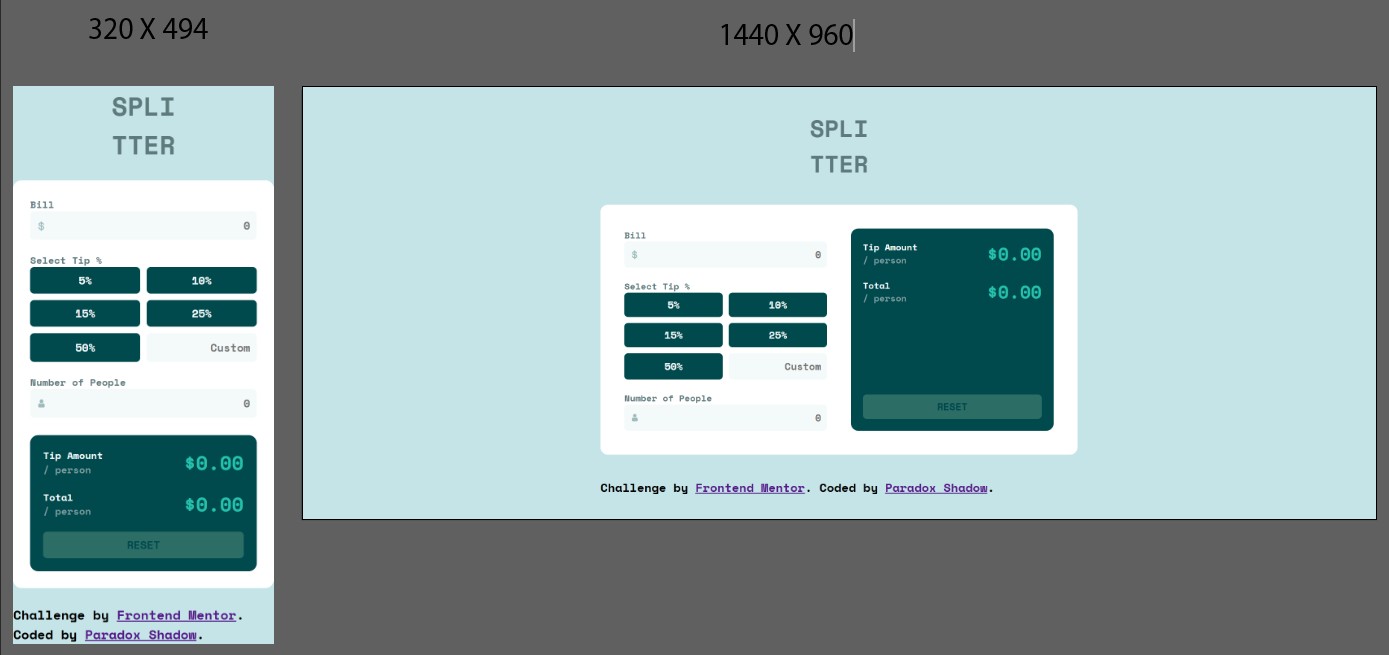 320 X 494
SPLI
TTER
Bill
$ 0
Select Tip %
5% 10%
15% 25%
50% Custom
Number of People
0
Tip Amount
/ person
$0.00
Total
/ person
$0.00
RESET
Challenge by Frontend Mentor.
Coded by Paradox Shadow.
1440 X 960
SPLI
TTER
Bill
$ 0
Select Tip %
5% 10%
15% 25%
50% Custom
Number of People
0
Tip Amount
/ person
$0.00
Total
/ person
$0.00
RESET
Challenge by Frontend Mentor. Coded by Paradox Shadow.